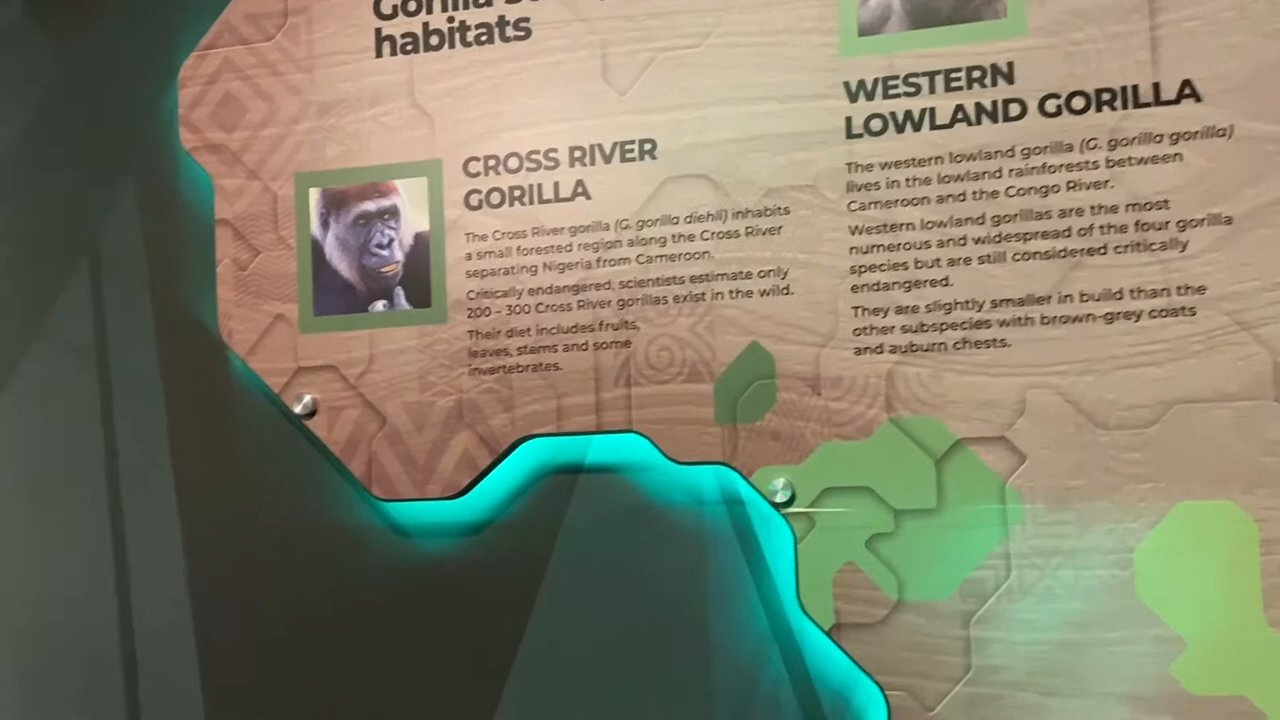 Gorilla
habitats
CROSS RIVER
GORILLA
The Cross River gorilla (G. gorilla diehli) inhabits
a small forested region along the Cross River
separating Nigeria from Cameroon.
Critically endangered, scientists estimate only
200 – 300 Cross River gorillas exist in the wild.
Their diet includes fruits,
leaves, stems and some
invertebrates.
WESTERN
LOWLAND GORILLA
The western lowland gorilla (G. gorilla gorilla)
lives in the lowland rainforests between
Cameroon and the Congo River.
Western lowland gorillas are the most
numerous and widespread of the four gorilla
species but are still considered critically
endangered.
They are slightly smaller in build than the
other subspecies with brown-grey coats
and auburn chests.